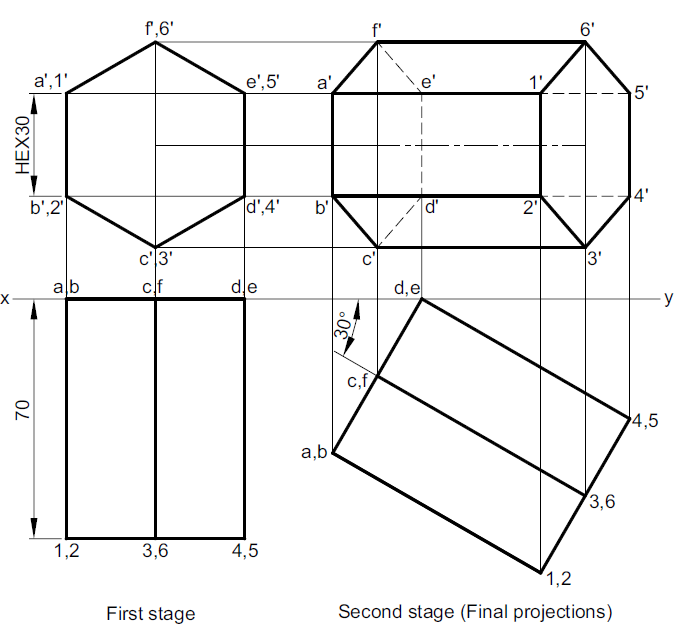 f',6'
f'
6'
a',1'
e',5'
a'
e'
1'
5'
HEX30
b',2'
d',4'
b'
d'
2'
4'
c',3'
c'
3'
a,b
c,f
d,e
d,e
x
y
30°
c,f
70
4,5
a,b
3,6
1,2
3,6
4,5
1,2
First stage
Second stage (Final projections)